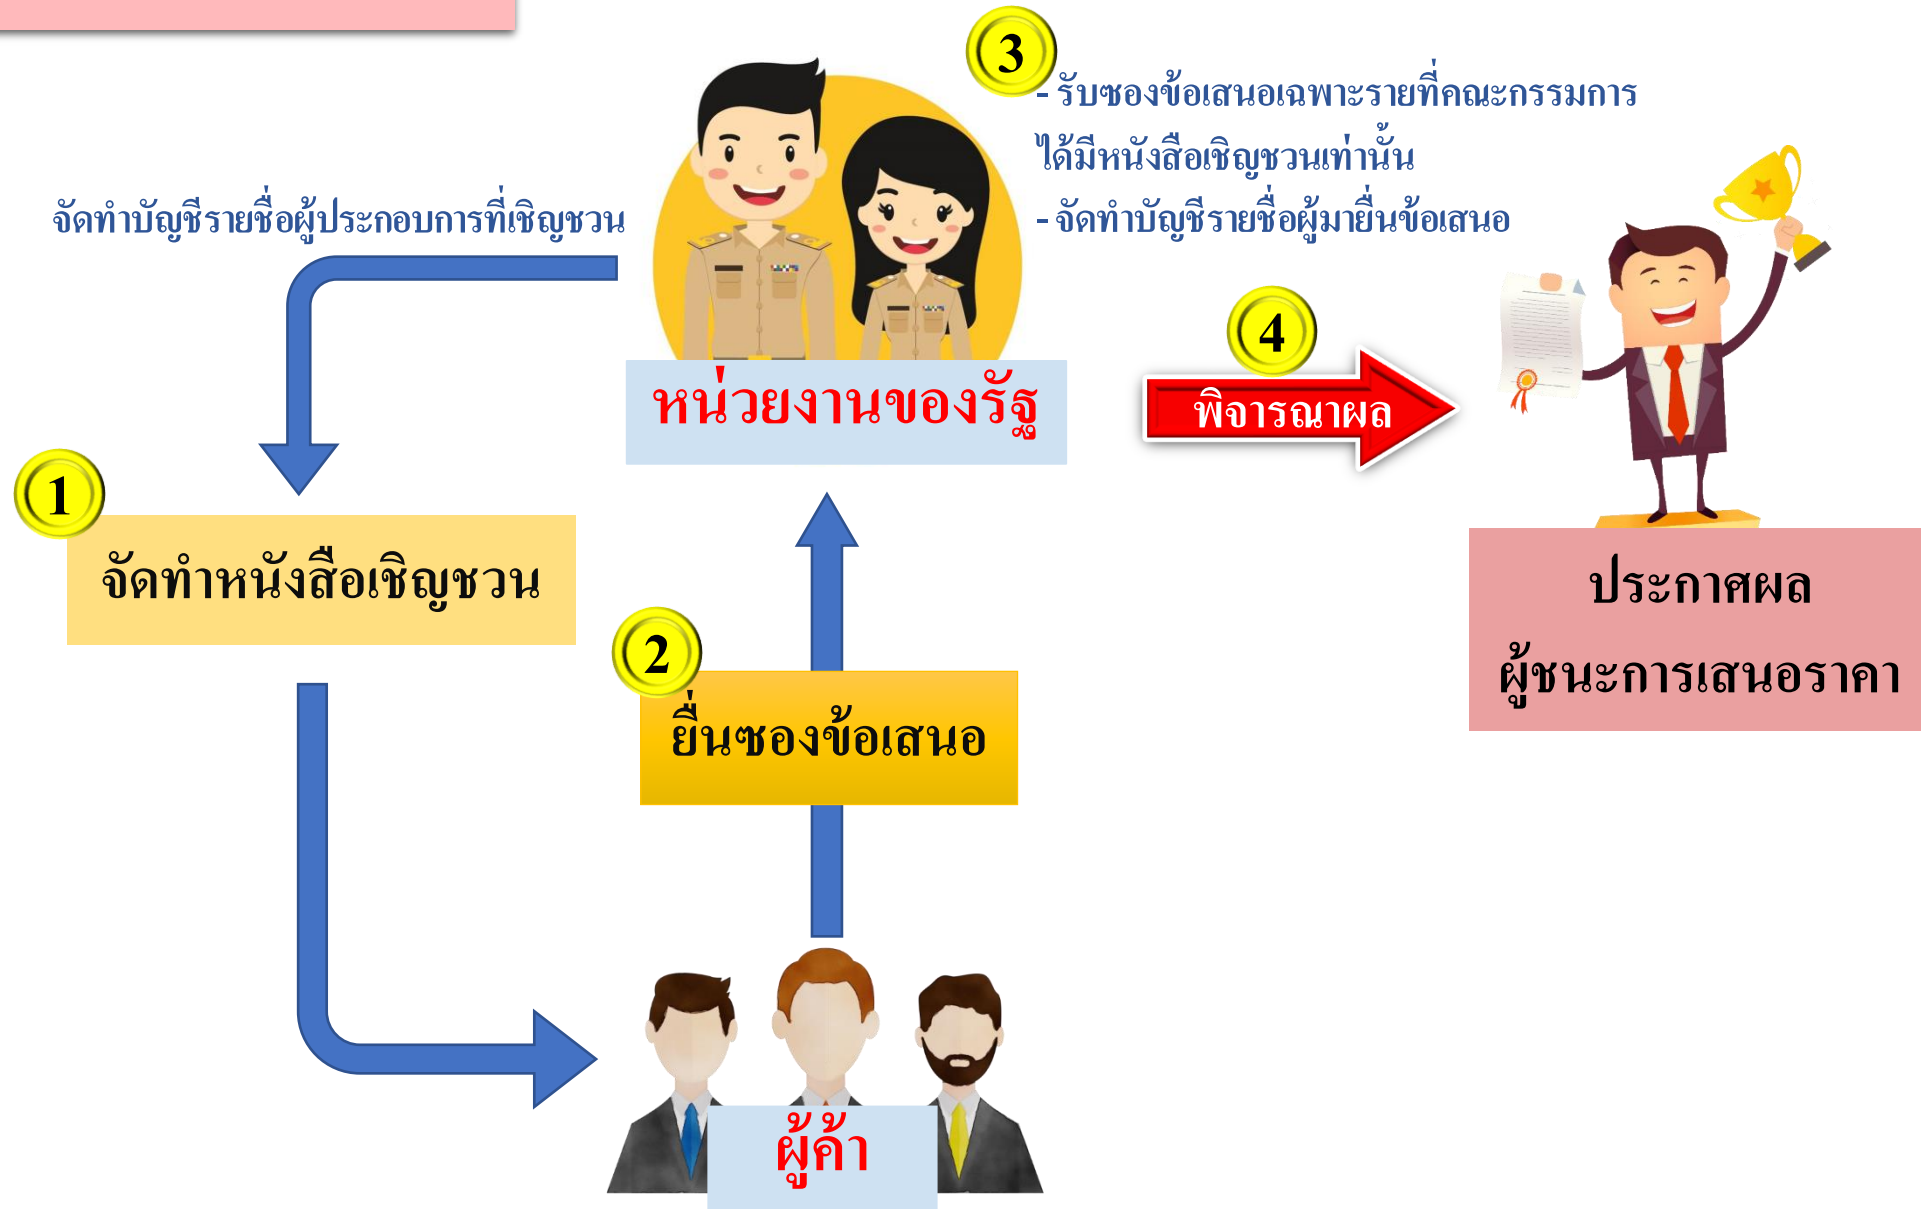 3
- รับซองข้อเสนอเฉพาะรายที่คณะกรรมการ
ได้มีหนังสือเชิญชวนเท่านั้น
- จัดทำบัญชีรายชื่อผู้มายื่นข้อเสนอ
จัดทำบัญชีรายชื่อผู้ประกอบการที่เชิญชวน
หน่วยงานของรัฐ
4
พิจารณาผล
1
จัดทำหนังสือเชิญชวน
2
ยื่นซองข้อเสนอ
ประกาศผล
ผู้ชนะการเสนอราคา
ผู้ค้า